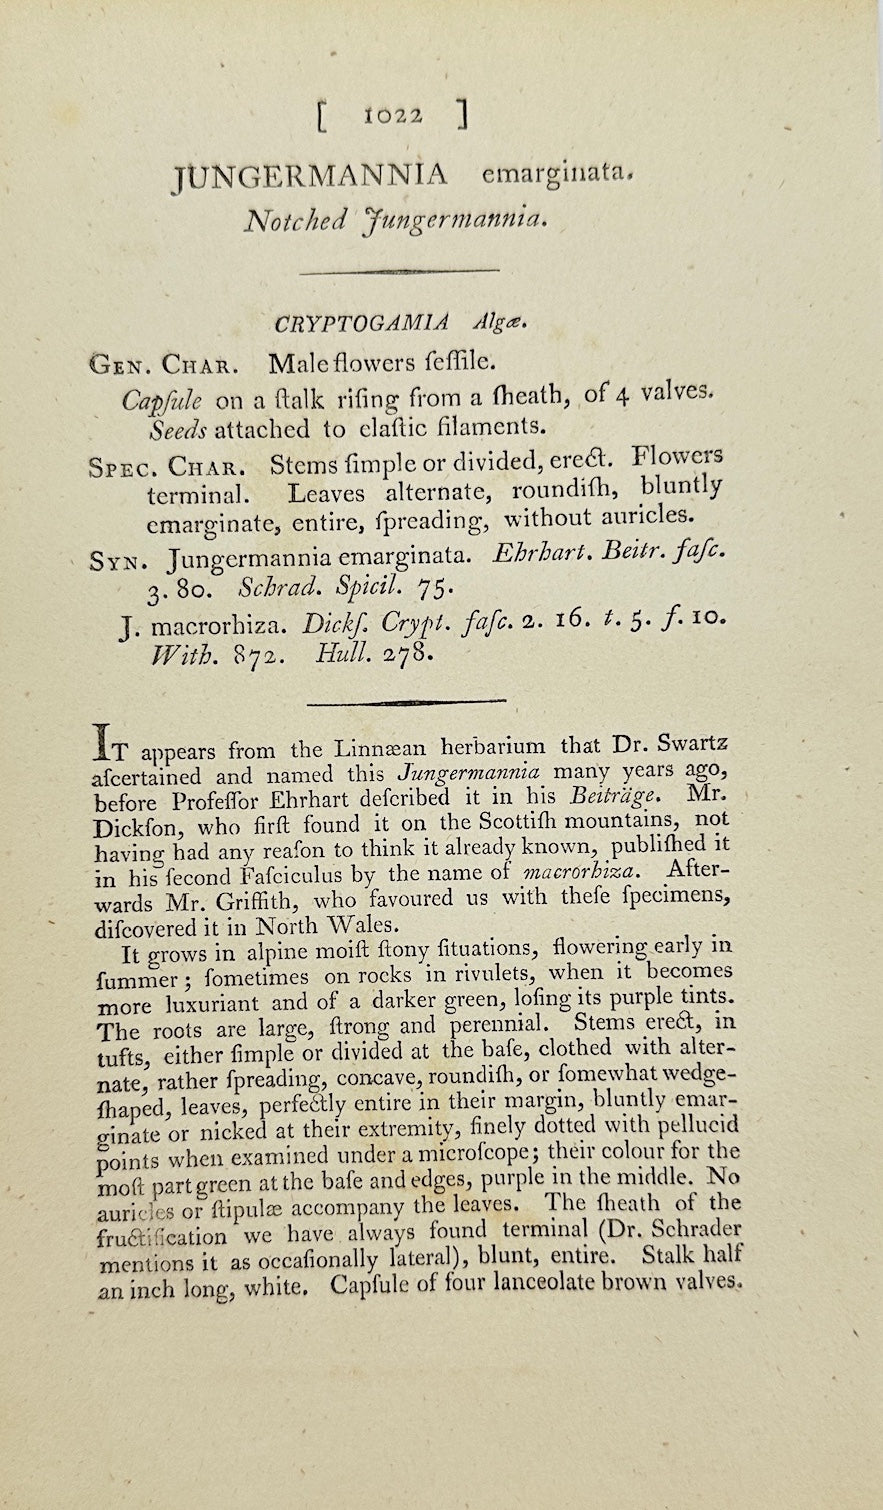 [ 1022 ]
JUNGERMANNIA emarginata.
Notched Jungermannia.
CRYPTOGAMIA Algæ.
GEN. CHAR. Male flowers ſeſſile.
Capſule on a ſtalk riſing from a ſheath, of 4 valves.
Seeds attached to elaſtic filaments.
SPEC. CHAR. Stems ſimple or divided, erect. Flowers
terminal. Leaves alternate, roundiſh, bluntly
emarginate, entire, ſpreading, without auricles.
SYN. Jungermannia emarginata. Ehrhart. Beitr. faſc.
3. 80. Schrad. Spicil. 75.
J. macrorhiza. Dickſ. Crypt. faſc. 2. 16. t. 5. f. 10.
With. 872. Hull. 278.
IT appears from the Linnæan herbarium that Dr. Swartz
aſcertained and named this Jungermannia many years ago,
before Profeſſor Ehrhart deſcribed it in his Beiträge. Mr.
Dickſon, who firſt found it on the Scottiſh mountains, not
having had any reaſon to think it already known, publiſhed it
in his ſecond Faſciculus by the name of macrorhiza. After-
wards Mr. Griffith, who favoured us with theſe ſpecimens,
diſcovered it in North Wales.
It grows in alpine moiſt ſtony ſituations, flowering early in
ſummer; ſometimes on rocks in rivulets, when it becomes
more luxuriant and of a darker green, loſing its purple tints.
The roots are large, ſtrong and perennial. Stems erect, in
tufts, either ſimple or divided at the baſe, clothed with alter-
nate, rather ſpreading, concave, roundiſh, or ſomewhat wedge-
ſhaped, leaves, perfectly entire in their margin, bluntly emar-
ginate or nicked at their extremity, finely dotted with pellucid
points when examined under a microſcope; their colour for the
moſt part green at the baſe and edges, purple in the middle. No
auricles or ſtipulæ accompany the leaves. The ſheath of the
fructification we have always found terminal (Dr. Schrader
mentions it as occaſionally lateral), blunt, entire. Stalk half
an inch long, white. Capſule of four lanceolate brown valves.